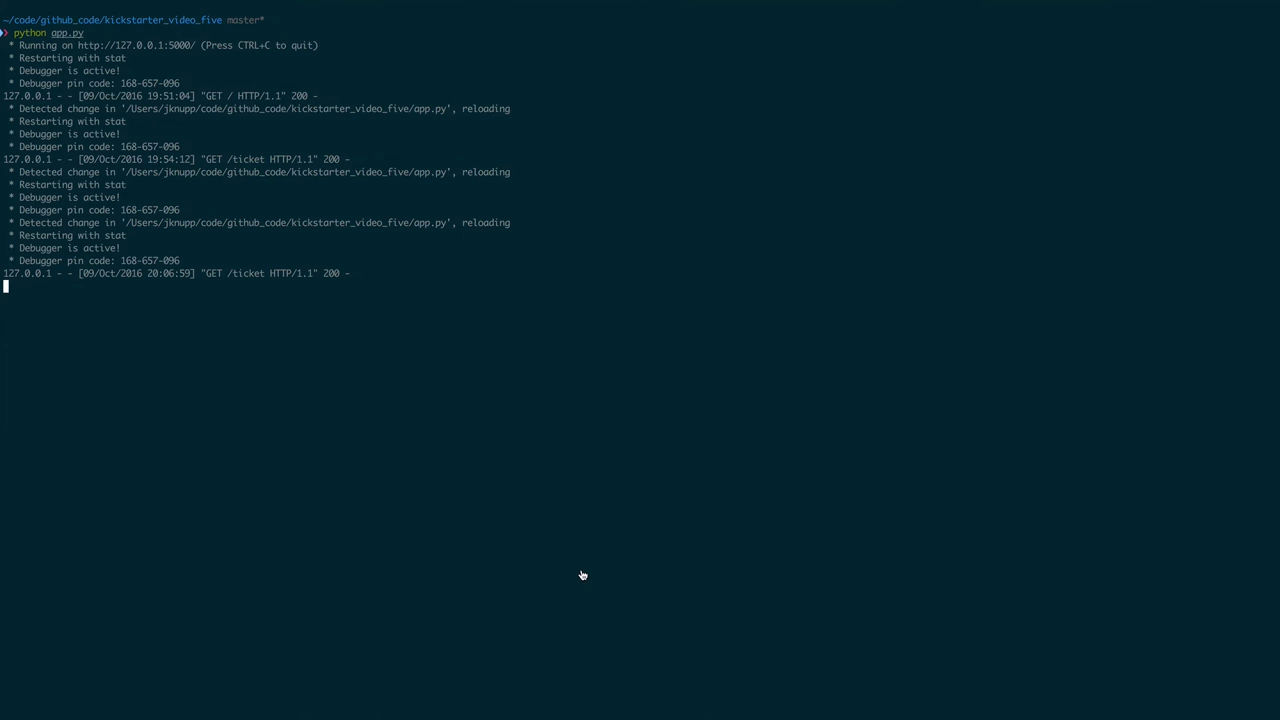 ~/code/github_code/kickstarter_video_five master*
❯ python app.py
* Running on http://127.0.0.1:5000/ (Press CTRL+C to quit)
* Restarting with stat
* Debugger is active!
* Debugger pin code: 168-657-096
127.0.0.1 - - [09/Oct/2016 19:51:04] "GET / HTTP/1.1" 200 -
* Detected change in '/Users/jknupp/code/github_code/kickstarter_video_five/app.py', reloading
* Restarting with stat
* Debugger is active!
* Debugger pin code: 168-657-096
127.0.0.1 - - [09/Oct/2016 19:54:12] "GET /ticket HTTP/1.1" 200 -
* Detected change in '/Users/jknupp/code/github_code/kickstarter_video_five/app.py', reloading
* Restarting with stat
* Debugger is active!
* Debugger pin code: 168-657-096
* Detected change in '/Users/jknupp/code/github_code/kickstarter_video_five/app.py', reloading
* Restarting with stat
* Debugger is active!
* Debugger pin code: 168-657-096
127.0.0.1 - - [09/Oct/2016 20:06:59] "GET /ticket HTTP/1.1" 200 -